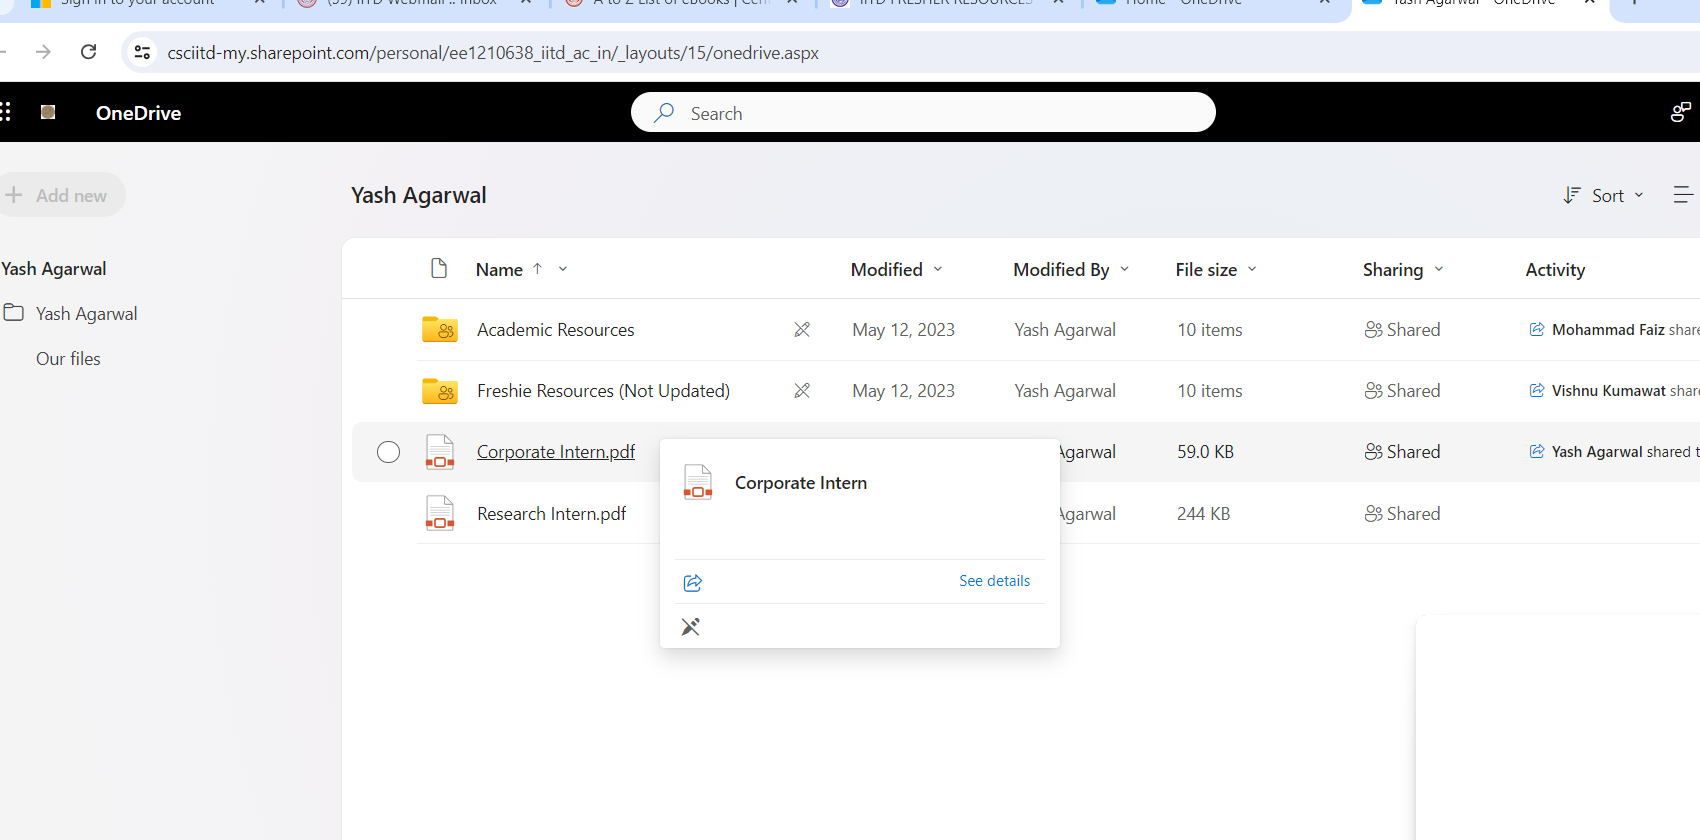 Sign in to your account
(59) IITD Webmail :: Inbox
A to Z List of eBooks | Cen
IITD FRESHER RESOURCES
Home - OneDrive
Yash Agarwal - OneDrive
csciitd-my.sharepoint.com/personal/ee1210638_iitd_ac_in/_layouts/15/onedrive.aspx
OneDrive
Search
Add new
Yash Agarwal
Sort
Yash Agarwal
Yash Agarwal
Our files
Name Modified Modified By File size Sharing Activity
Academic Resources May 12, 2023 Yash Agarwal 10 items Shared Mohammad Faiz share
Freshie Resources (Not Updated) May 12, 2023 Yash Agarwal 10 items Shared Vishnu Kumawat shar
Corporate Intern.pdf Agarwal 59.0 KB Shared Yash Agarwal shared t
Research Intern.pdf Agarwal 244 KB Shared
Corporate Intern
See details